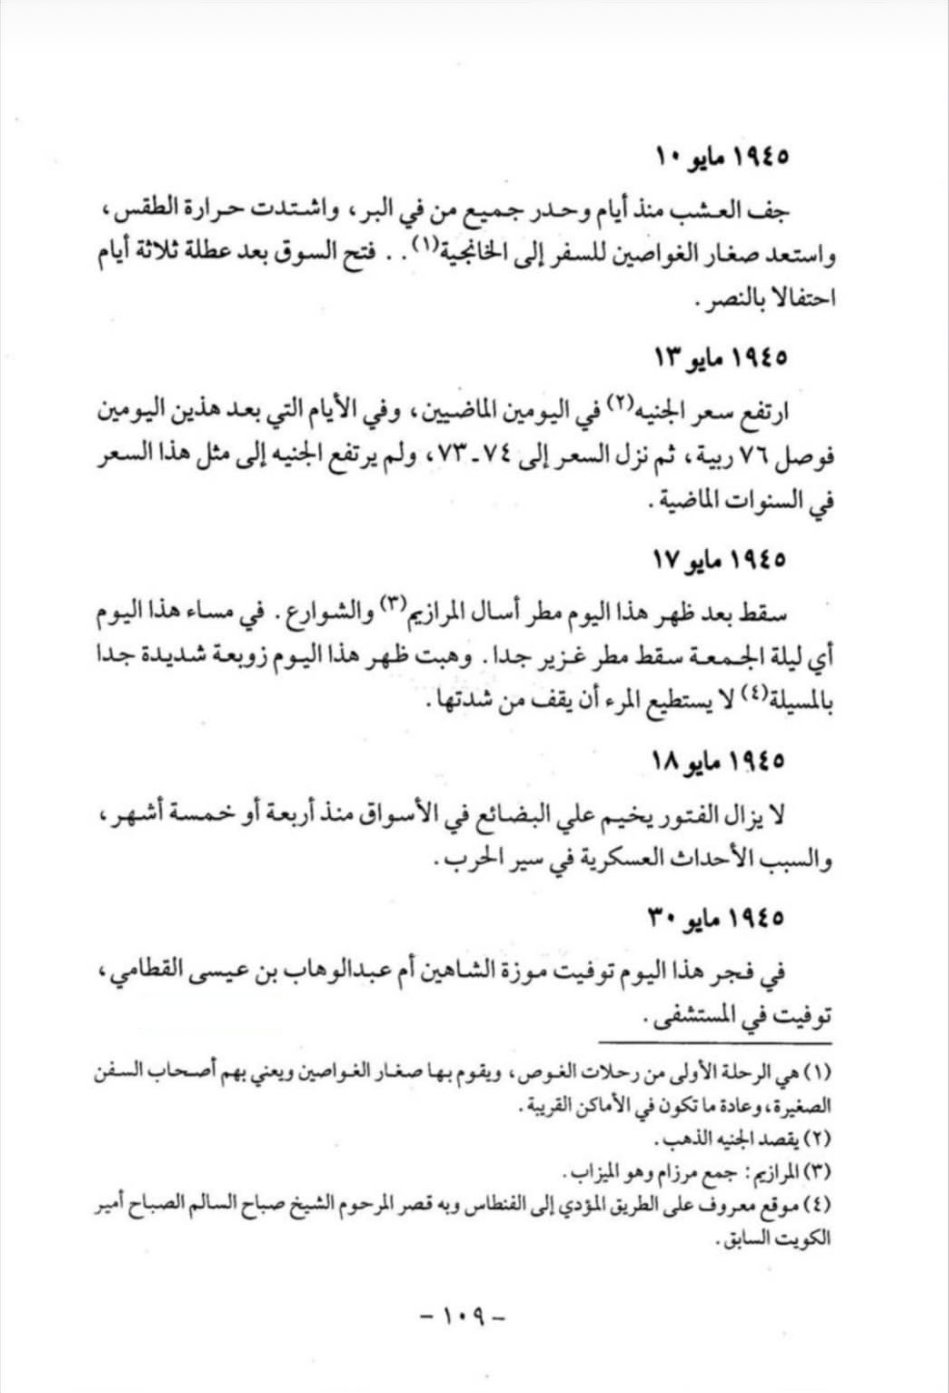 ١٩٤٥ مايو ١٠
جف العشب منذ أيام وحدر جميع من في البر، واشتدت حرارة الطقس،
واستعد صغار الغواصين للسفر إلى الخانجية(١) . . فتح السوق بعد عطلة ثلاثة أيام
احتفالا بالنصر .
١٩٤٥ مايو ١٣
ارتفع سعر الجنيه(٢) في اليومين الماضيين، وفي الأيام التي بعد هذين اليومين
فوصل ٧٦ ربية، ثم نزل السعر إلى ٧٤ـ٧٣، ولم يرتفع الجنيه إلى مثل هذا السعر
في السنوات الماضية .
١٩٤٥ مايو ١٧
سقط بعد ظهر هذا اليوم مطر أسال المرازيم(٣) والشوارع . في مساء هذا اليوم
أي ليلة الجمعة سقط مطر غزير جدا . وهبت ظهر هذا اليوم زوبعة شديدة جدا
بالمسيلة(٤) لا يستطيع المرء أن يقف من شدتها .
١٩٤٥ مايو ١٨
لا يزال الفتور يخيم علي البضائع في الأسواق منذ أربعة أو خمسة أشهر،
والسبب الأحداث العسكرية في سير الحرب .
١٩٤٥ مايو ٣٠
في فجر هذا اليوم توفيت موزة الشاهين أم عبدالوهاب بن عيسى القطامي،
توفيت في المستشفى .
(١) هي الرحلة الأولى من رحلات الغوص، ويقوم بها صغار الغواصين ويعني بهم أصحاب السفن
الصغيرة، وعادة ما تكون في الأماكن القريبة .
(٢) يقصد الجنيه الذهب .
(٣) المرازيم : جمع مرزام وهو الميزاب .
(٤) موقع معروف على الطريق المؤدي إلى الفنطاس وبه قصر المرحوم الشيخ صباح السالم الصباح أمير
الكويت السابق .
- ١٠٩ -